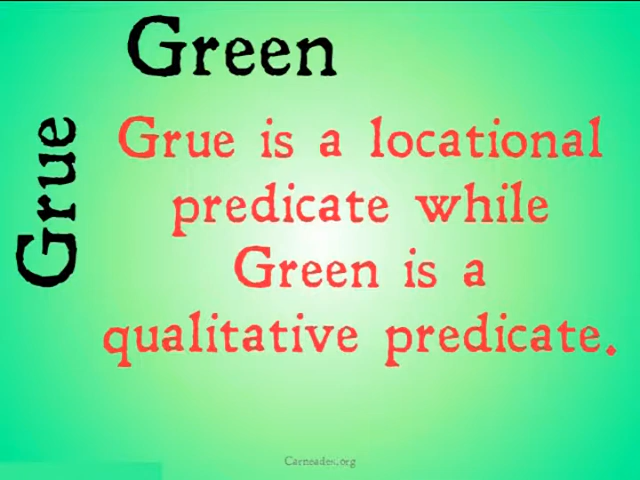 Green
Grue
Grue is a locational
predicate while
Green is a
qualitative predicate.
Carneades.org